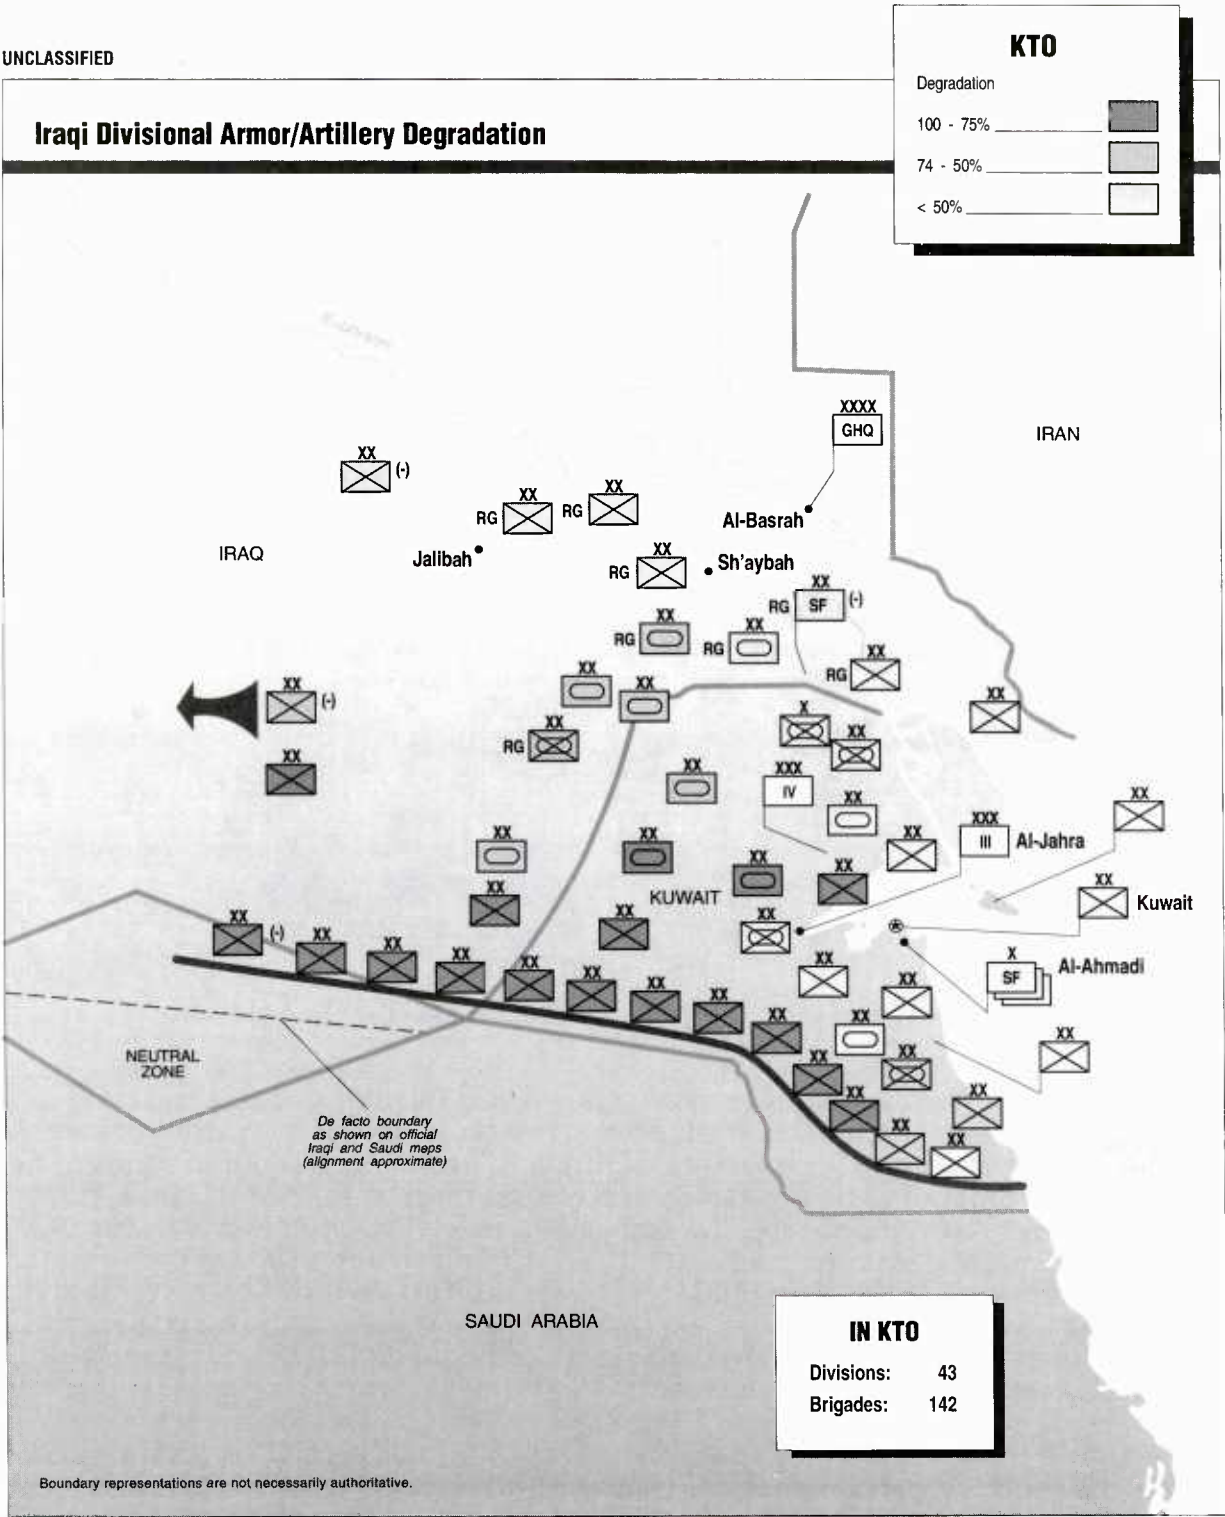 UNCLASSIFIED
KTO
Degradation
100 - 75%
74 - 50%
< 50%
Iraqi Divisional Armor/Artillery Degradation
XXXX
GHQ
IRAN
XX
(-)
XX
RG
XX
RG
Al-Basrah
IRAQ
Jalibah
XX
RG
Sh'aybah
XX
RG
SF
(-)
XX
RG
XX
RG
XX
RG
XX
XX
XX
(-)
XX
XX
RG
X
XX
XX
XX
XXX
IV
XX
XX
XX
XXX
III
Al-Jahra
XX
XX
XX
XX
KUWAIT
XX
XX
Kuwait
XX
XX
XX
(-)
XX
XX
XX
XX
XX
XX
XX
XX
XX
XX
X
SF
Al-Ahmadi
XX
XX
XX
XX
XX
XX
XX
XX
NEUTRAL
ZONE
De facto boundary
as shown on official
Iraqi and Saudi meps
(alignment approximate)
SAUDI ARABIA
IN KTO
Divisions: 43
Brigades: 142
Boundary representations are not necessarily authoritative.